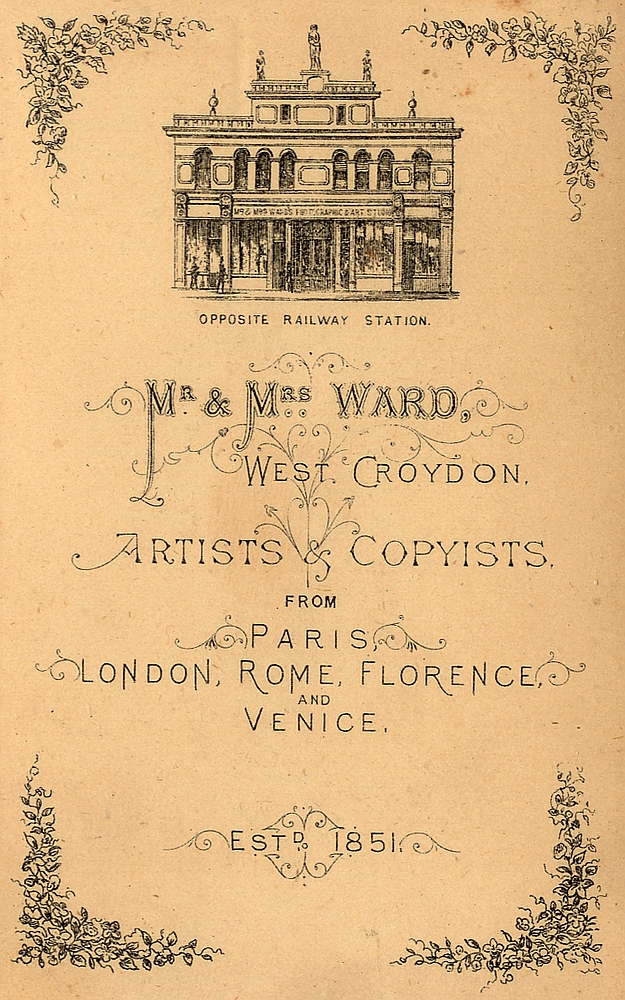 MR & MRS WARD'S PHOTOGRAPHIC & ART STUDIO
OPPOSITE RAILWAY STATION.
MR & MRS WARD,
WEST CROYDON.
ARTISTS & COPYISTS.
FROM
PARIS,
LONDON, ROME, FLORENCE,
AND
VENICE.
ESTD. 1851.